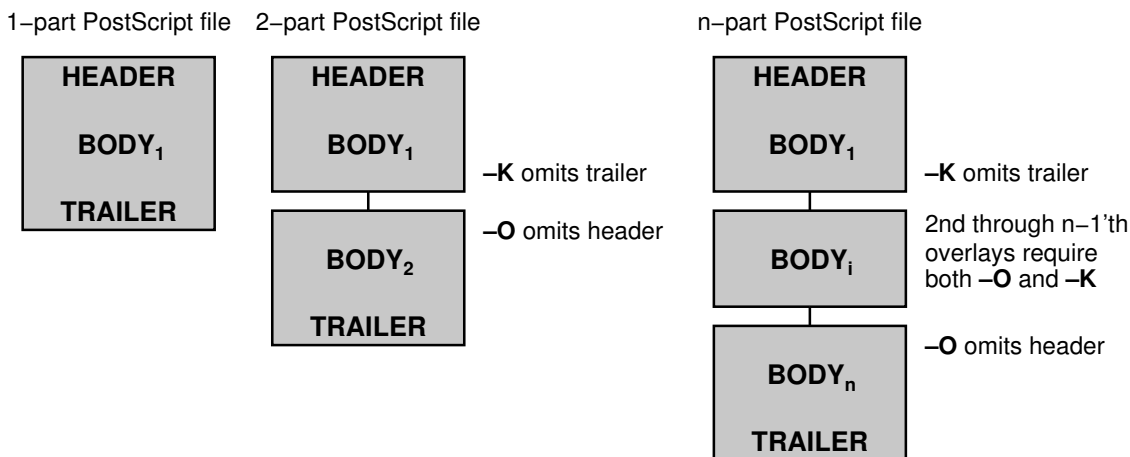 1−part PostScript file
HEADER
BODY₁
TRAILER
2−part PostScript file
HEADER
BODY₁
−K omits trailer
−O omits header
BODY₂
TRAILER
n−part PostScript file
HEADER
BODY₁
−K omits trailer
BODYᵢ
2nd through n−1'th
overlays require
both −O and −K
−O omits header
BODYₙ
TRAILER